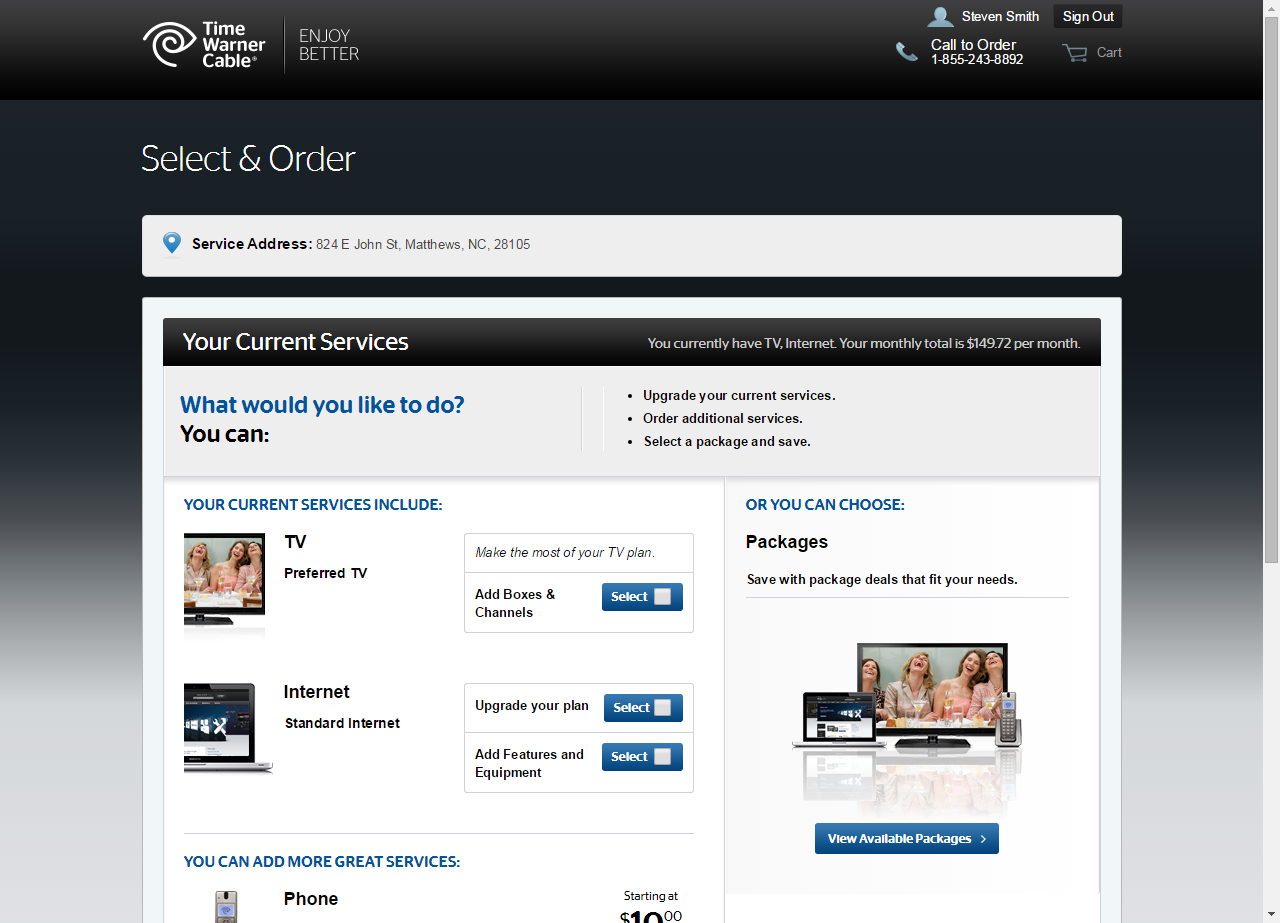 Time
Warner
Cable®
ENJOY
BETTER
Steven Smith
Sign Out
Call to Order
1-855-243-8892
Cart
Select & Order
Service Address: 824 E John St, Matthews, NC, 28105
Your Current Services
You currently have TV, Internet. Your monthly total is $149.72 per month.
What would you like to do?
You can:
• Upgrade your current services.
• Order additional services.
• Select a package and save.
YOUR CURRENT SERVICES INCLUDE:
TV
Preferred TV
Make the most of your TV plan.
Add Boxes &
Channels
Select
Internet
Standard Internet
Upgrade your plan
Select
Add Features and
Equipment
Select
YOU CAN ADD MORE GREAT SERVICES:
Phone
Starting at
$10.00
OR YOU CAN CHOOSE:
Packages
Save with package deals that fit your needs.
View Available Packages ›